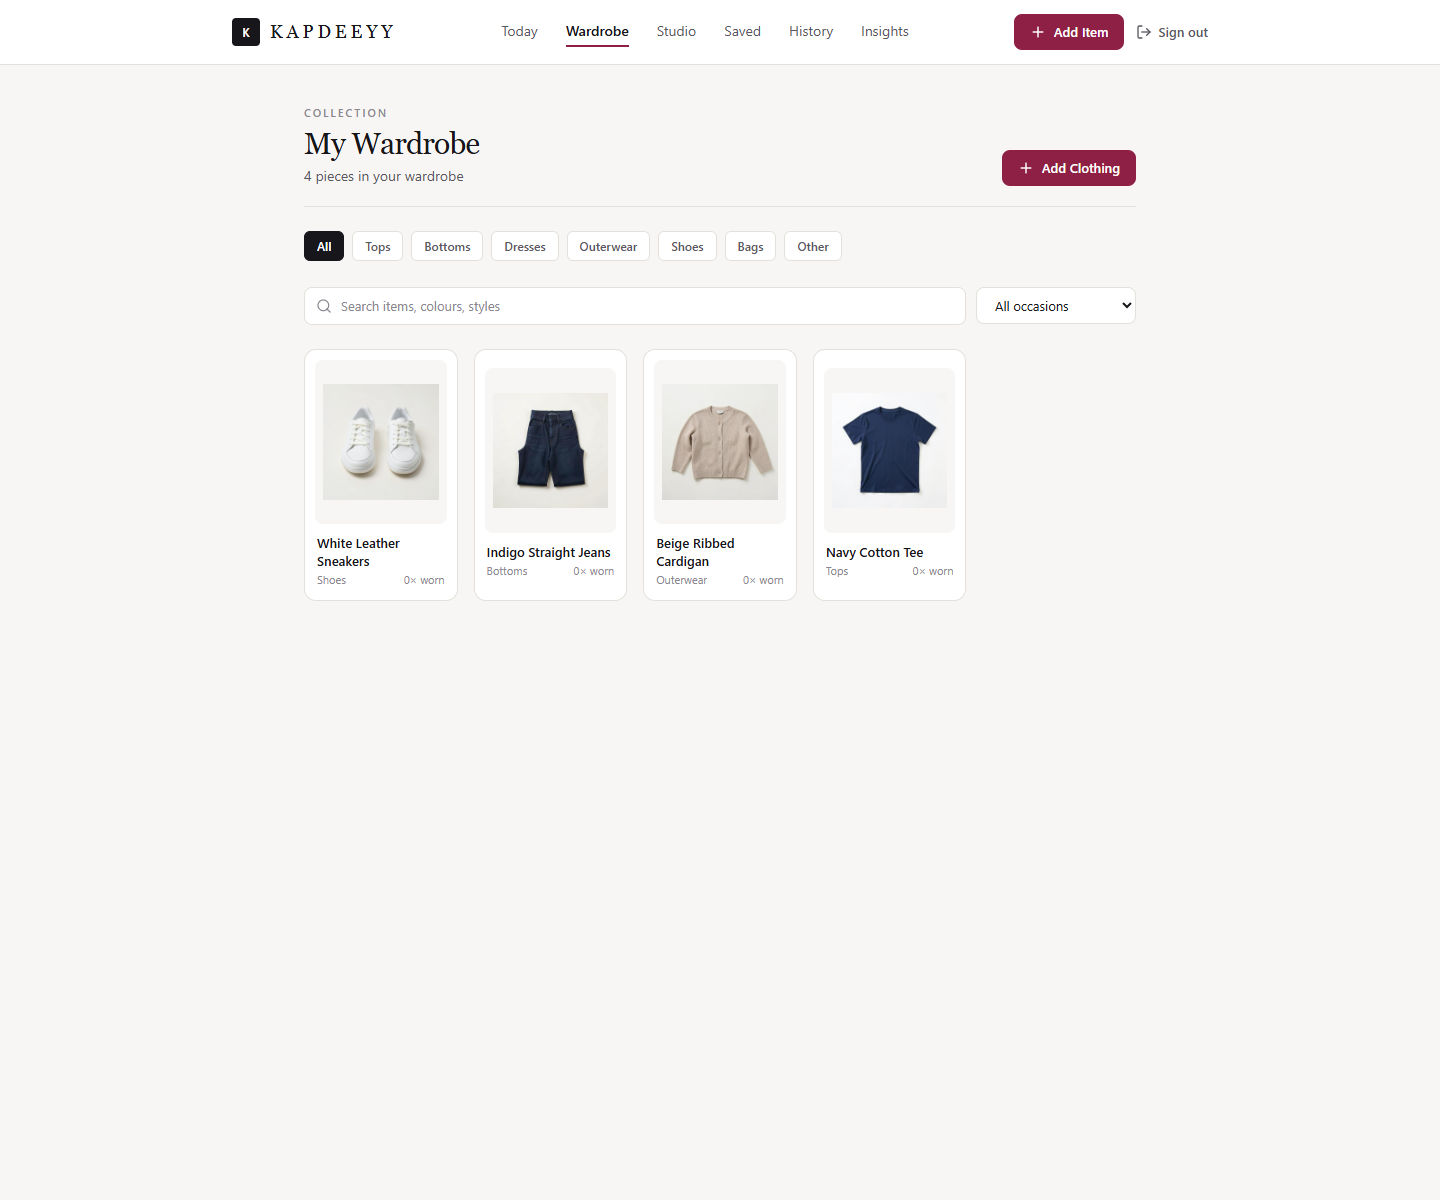 K KAPDEEYY Today Wardrobe Studio Saved History Insights + Add Item Sign out
COLLECTION
My Wardrobe
4 pieces in your wardrobe
+ Add Clothing
All Tops Bottoms Dresses Outerwear Shoes Bags Other
Search items, colours, styles
All occasions
White Leather
Sneakers
Shoes 0× worn
Indigo Straight Jeans
Bottoms 0× worn
Beige Ribbed
Cardigan
Outerwear 0× worn
Navy Cotton Tee
Tops 0× worn